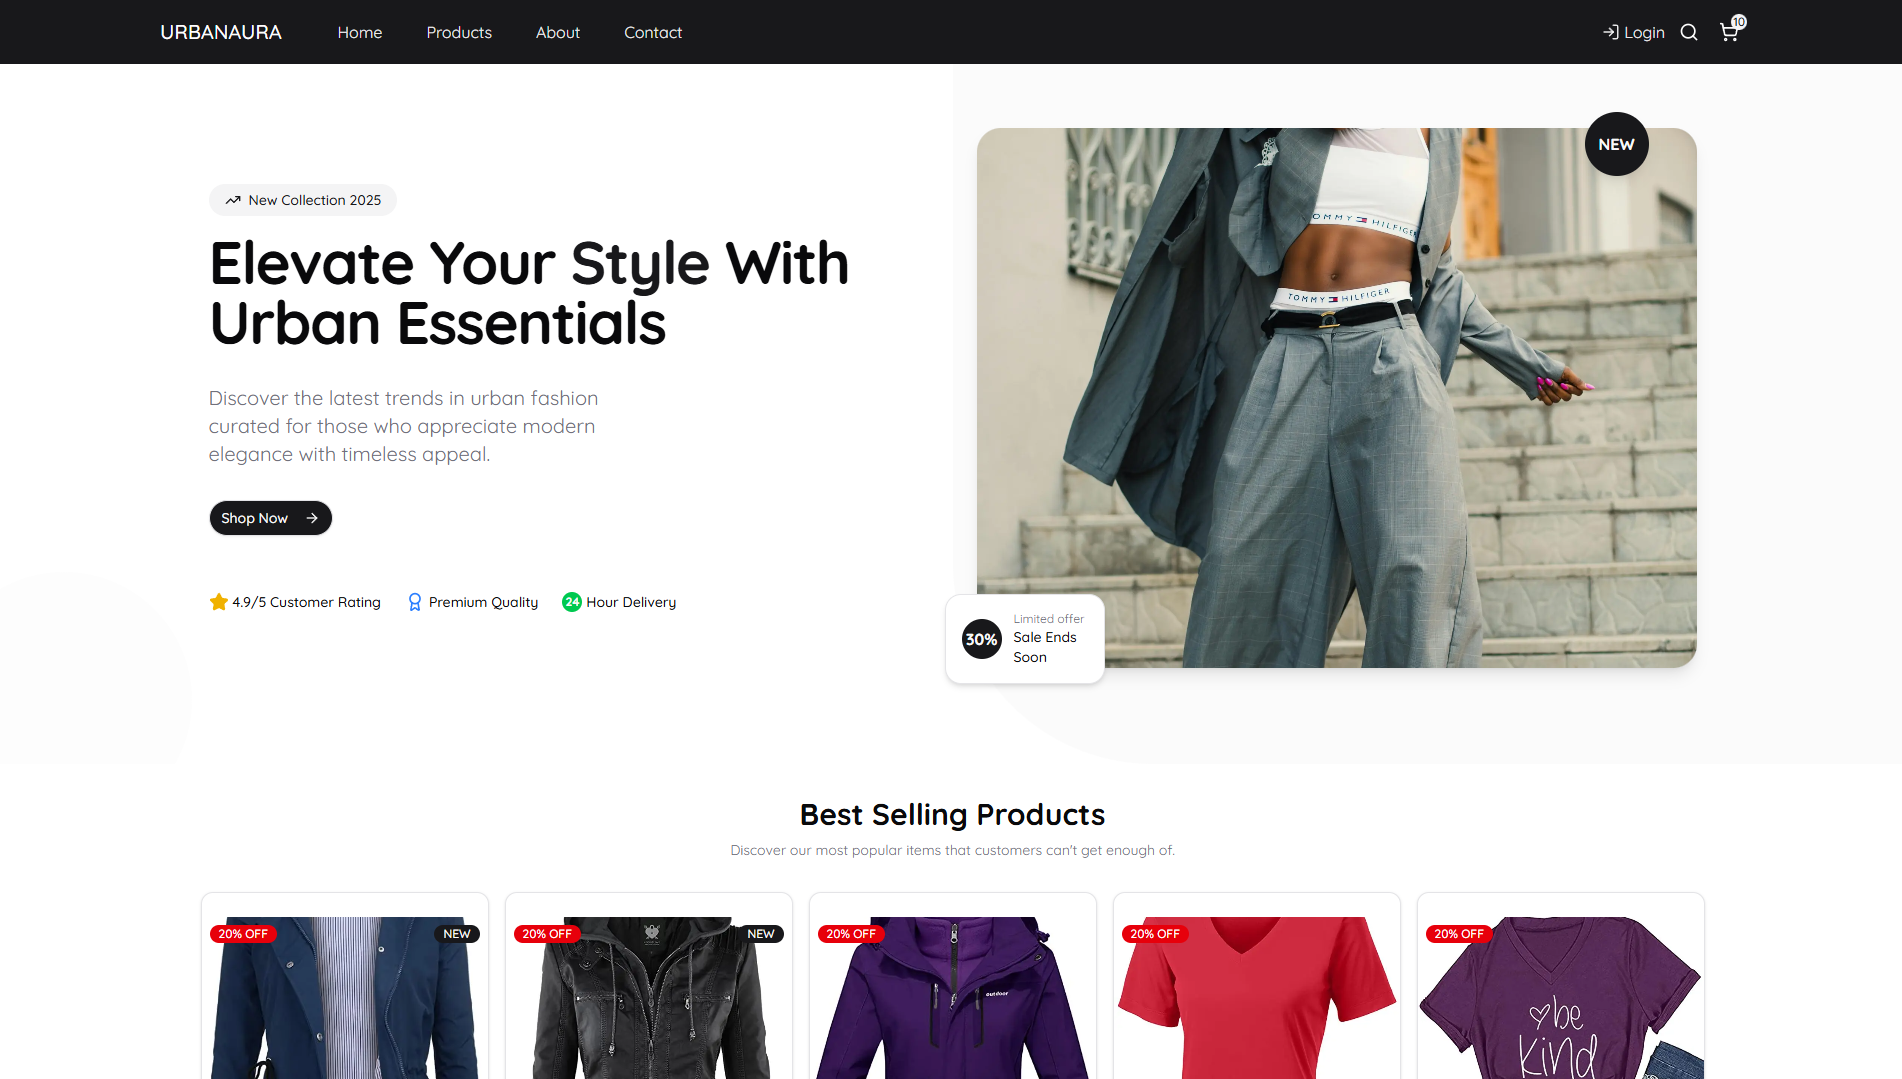 URBANAURA
Home
Products
About
Contact
Login
10
New Collection 2025
Elevate Your Style With
Urban Essentials
Discover the latest trends in urban fashion
curated for those who appreciate modern
elegance with timeless appeal.
Shop Now
4.9/5 Customer Rating
Premium Quality
24 Hour Delivery
NEW
OMMY HILFIGER
TOMMY HILFIGER
30%
Limited offer
Sale Ends
Soon
Best Selling Products
Discover our most popular items that customers can't get enough of.
20% OFF
NEW
20% OFF
NEW
20% OFF
outdoor
20% OFF
20% OFF
be
kind